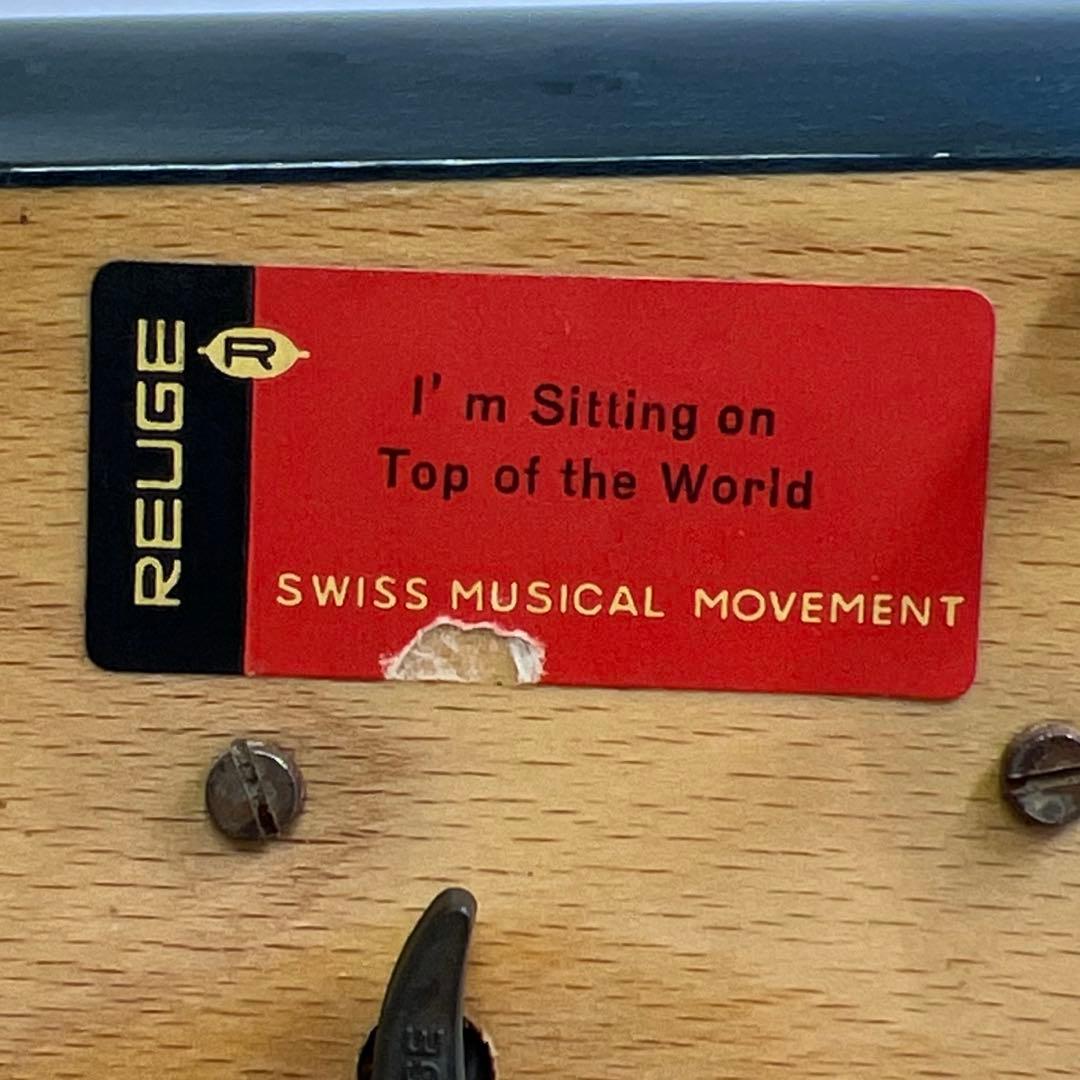 REUGE
R
I' m Sitting on
Top of the World
SWISS MUSICAL MOVEMENT